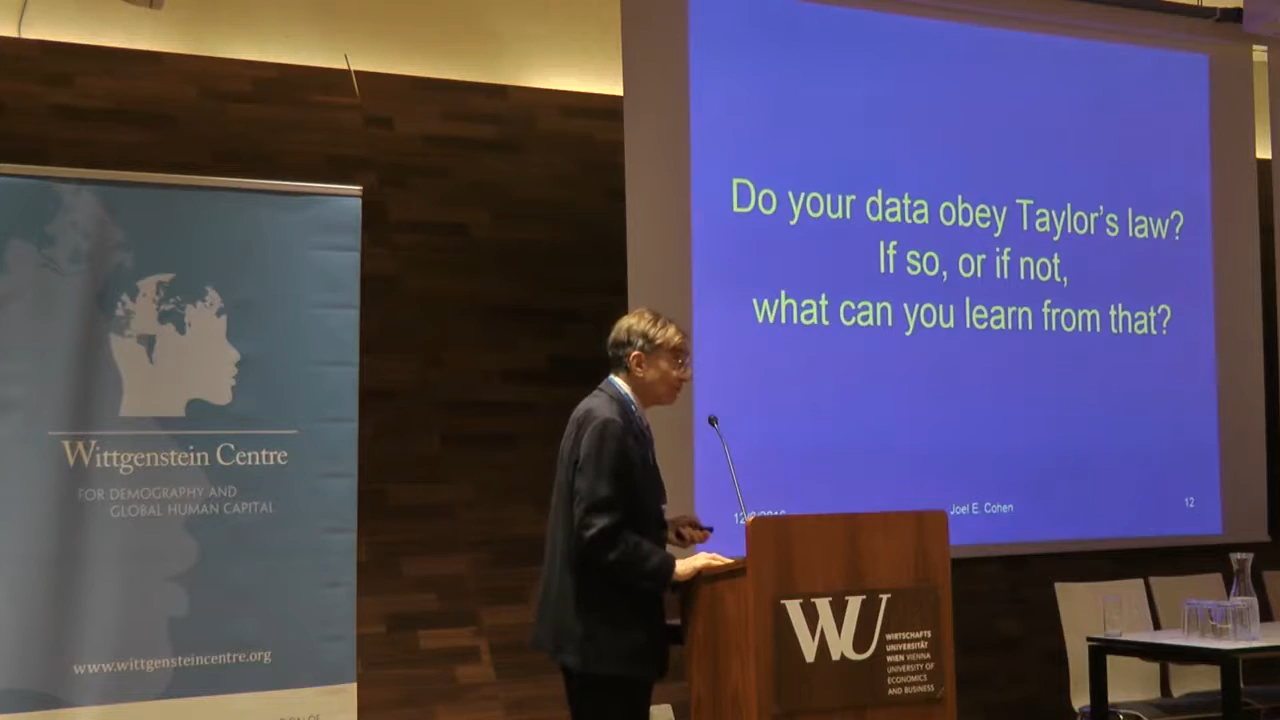 Do your data obey Taylor's law?
If so, or if not,
what can you learn from that?
Joel E. Cohen
12
Wittgenstein Centre
FOR DEMOGRAPHY AND
GLOBAL HUMAN CAPITAL
www.wittgensteincentre.org
WU
WIRTSCHAFTS
UNIVERSITÄT
WIEN VIENNA
UNIVERSITY OF
ECONOMICS
AND BUSINESS